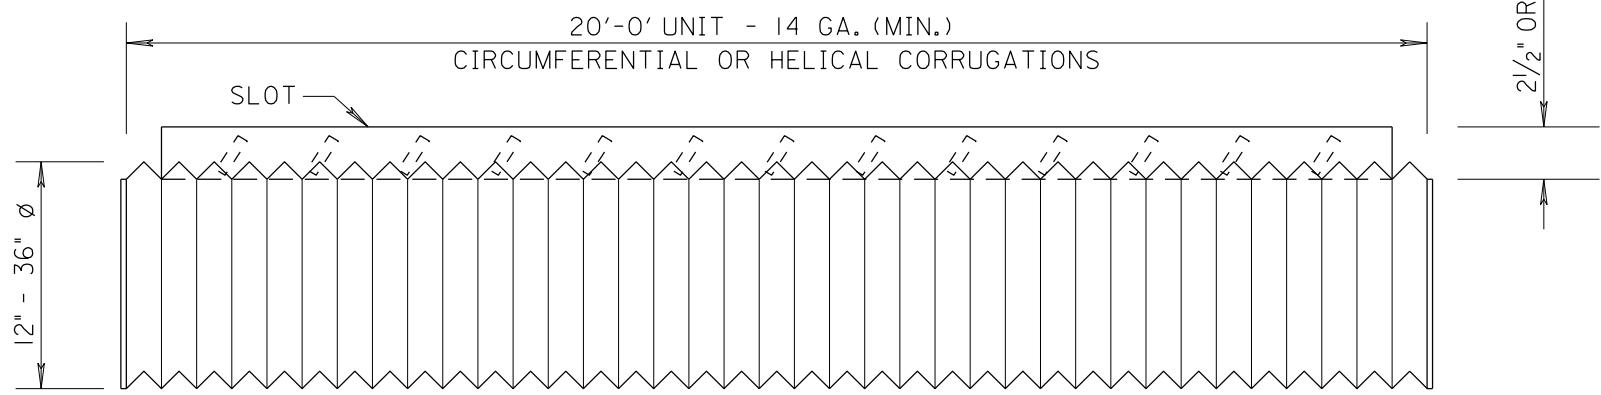 20'-0' UNIT - 14 GA. (MIN.)
CIRCUMFERENTIAL OR HELICAL CORRUGATIONS
SLOT
12" - 36" Ø
2½" OR